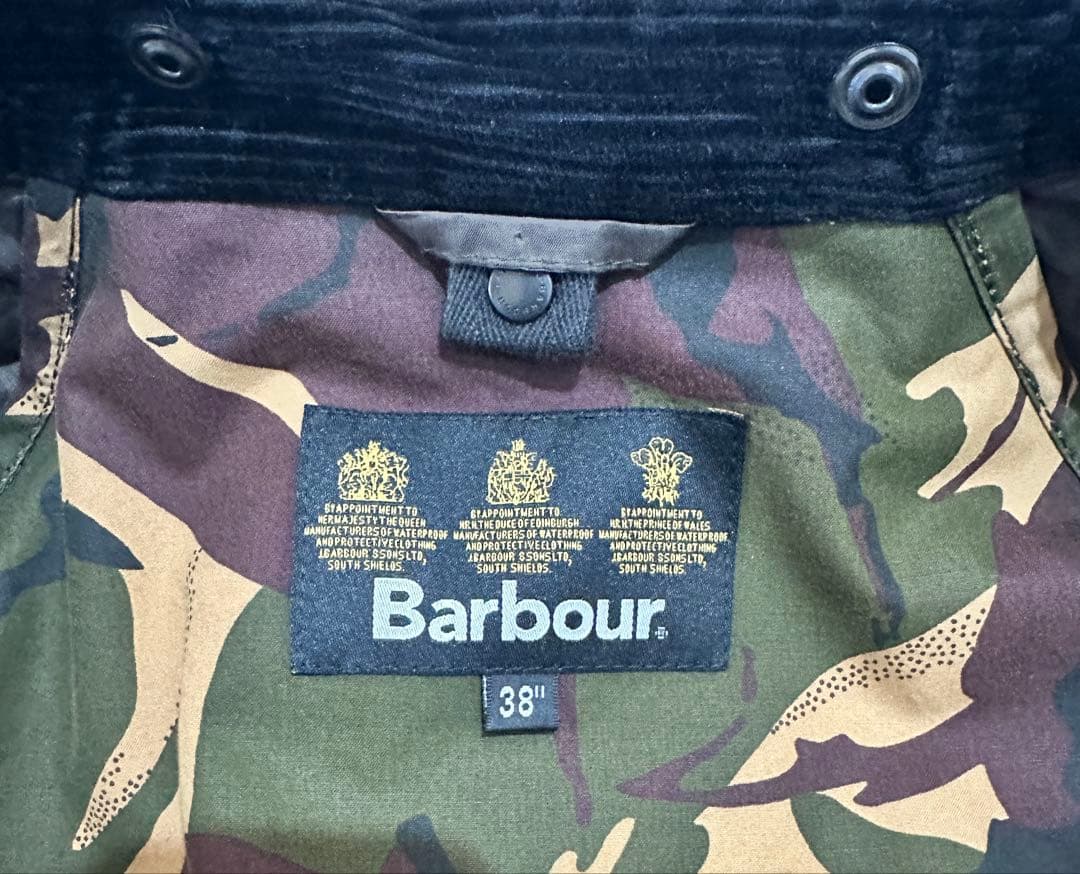 BY APPOINTMENT TO
HER MAJESTY THE QUEEN
MANUFACTURERS OF WATERPROOF
AND PROTECTIVE CLOTHING
J.BARBOUR & SONS LTD,
SOUTH SHIELDS.
BY APPOINTMENT TO
H.R.H. THE DUKE OF EDINBURGH
MANUFACTURERS OF WATERPROOF
AND PROTECTIVE CLOTHING
J.BARBOUR & SONS LTD,
SOUTH SHIELDS.
BY APPOINTMENT TO
H.R.H. THE PRINCE OF WALES
MANUFACTURERS OF WATERPROOF
AND PROTECTIVE CLOTHING
J.BARBOUR & SONS LTD,
SOUTH SHIELDS.
Barbour
38"